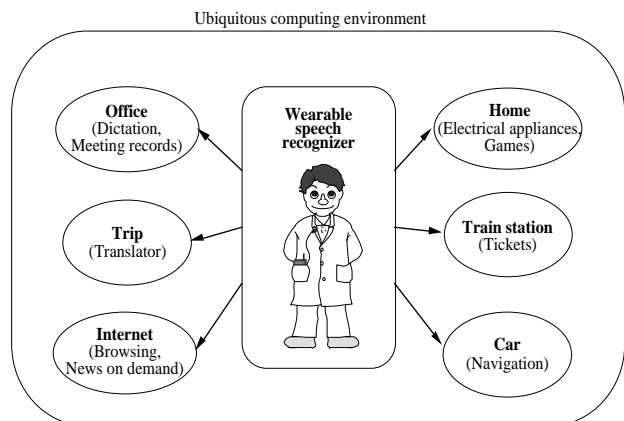 Ubiquitous computing environment
Office
(Dictation,
Meeting records)
Trip
(Translator)
Internet
(Browsing,
News on demand)
Wearable
speech
recognizer
Home
(Electrical appliances,
Games)
Train station
(Tickets)
Car
(Navigation)